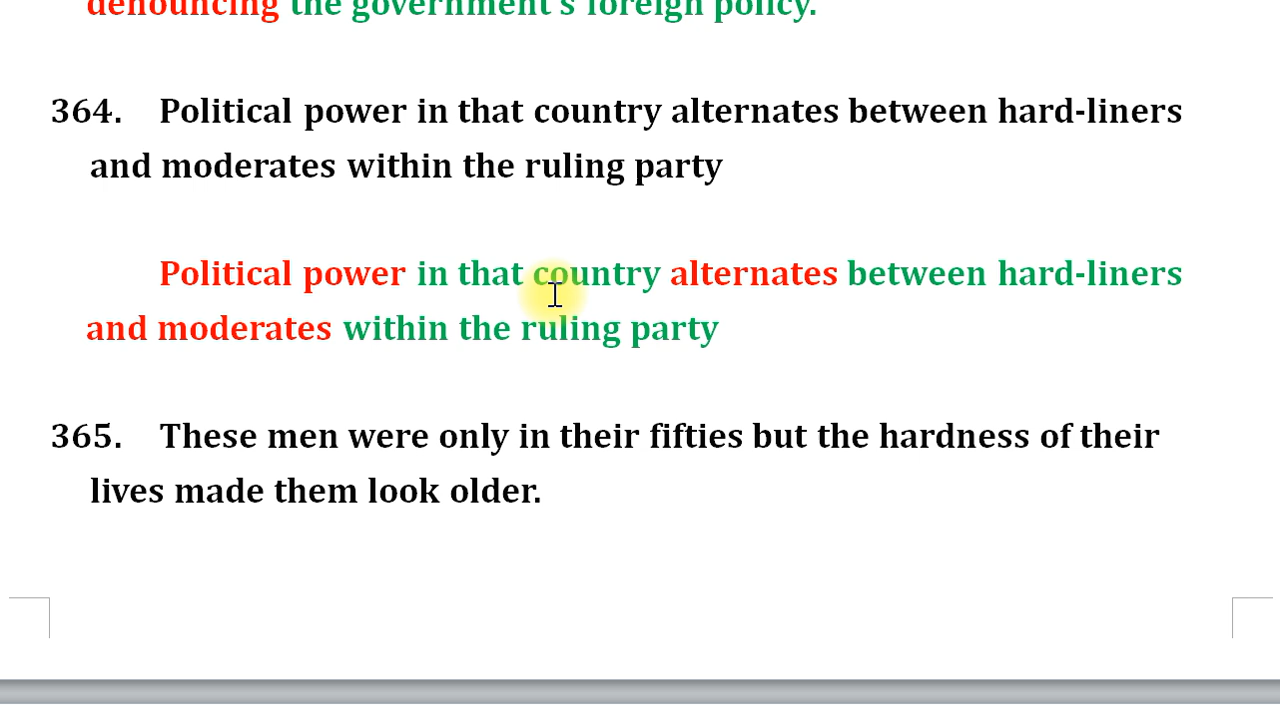 denouncing the government's foreign policy.
364. Political power in that country alternates between hard-liners
and moderates within the ruling party
Political power in that country alternates between hard-liners
and moderates within the ruling party
365. These men were only in their fifties but the hardness of their
lives made them look older.